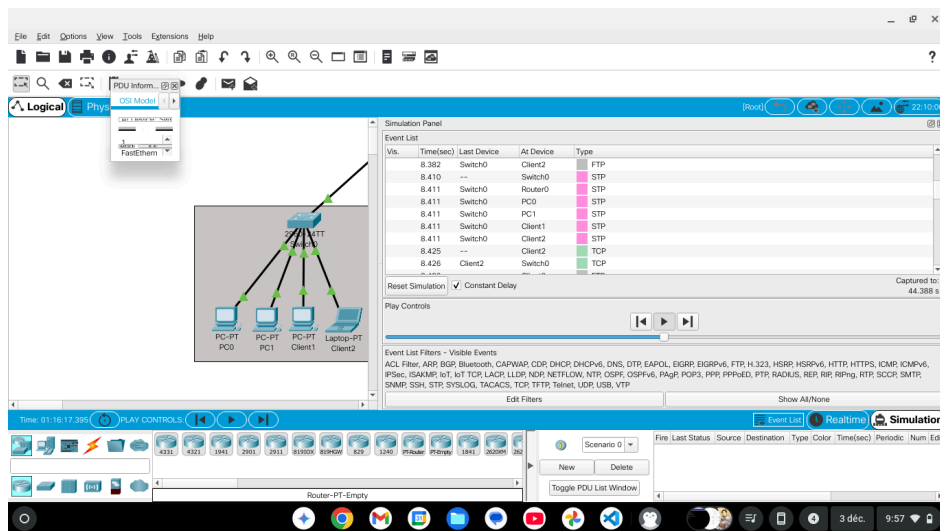 File Edit Options View Tools Extensions Help
?
PDU Inform...
OSI Model
1
FastEthern
Logical
Phys
[Root]
22:10:00
2950-24TT
Switch0
PC-PT
PC0
PC-PT
PC1
PC-PT
Client1
Laptop-PT
Client2
Simulation Panel
Event List
Vis. Time(sec) Last Device At Device Type
8.382 Switch0 Client2 FTP
8.410 -- Switch0 STP
8.411 Switch0 Router0 STP
8.411 Switch0 PC0 STP
8.411 Switch0 PC1 STP
8.411 Switch0 Client1 STP
8.411 Switch0 Client2 STP
8.425 -- Client2 TCP
8.426 Client2 Switch0 TCP
Reset Simulation Constant Delay
Captured to:
44.388 s
Play Controls
Event List Filters - Visible Events
ACL Filter, ARP, BGP, Bluetooth, CAPWAP, CDP, DHCP, DHCPv6, DNS, DTP, EAPOL, EIGRP, EIGRPv6, FTP, H.323, HSRP, HSRPv6, HTTP, HTTPS, ICMP, ICMPv6,
IPSec, ISAKMP, IoT, IoT TCP, LACP, LLDP, NDP, NETFLOW, NTP, OSPF, OSPFv6, PAgP, POP3, PPP, PPPoED, PTP, RADIUS, REP, RIP, RIPng, RTP, SCCP, SMTP,
SNMP, SSH, STP, SYSLOG, TACACS, TCP, TFTP, Telnet, UDP, USB, VTP
Edit Filters Show All/None
Time: 01:16:17.395 PLAY CONTROLS:
Event List Realtime Simulation
4331 4321 1941 2901 2911 819IOX 819HGW 829 1240 PT-Router PT-Empty 1841 2620XM 262
Router-PT-Empty
Scenario 0
New Delete
Toggle PDU List Window
Fire Last Status Source Destination Type Color Time(sec) Periodic Num Edi
3 déc. 9:57